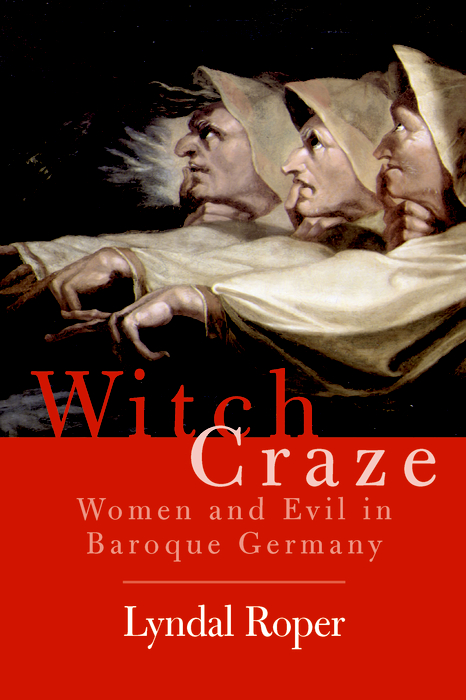 Witch
Craze
Women and Evil in
Baroque Germany
Lyndal Roper